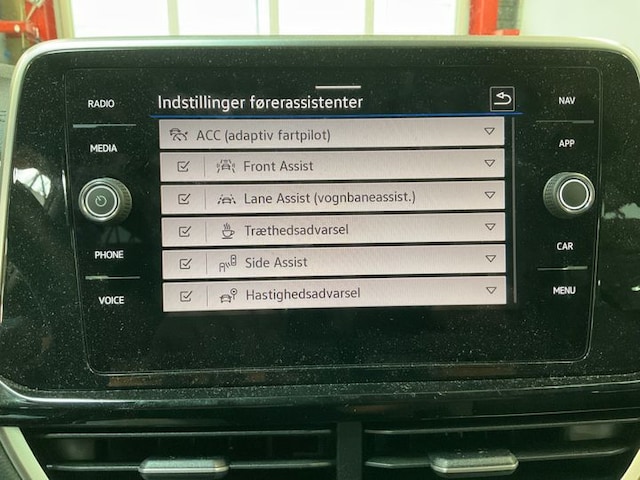 RADIO
MEDIA
PHONE
VOICE
Indstillinger førerassistenter
ACC (adaptiv fartpilot)
Front Assist
Lane Assist (vognbaneassist.)
Træthedsadvarsel
Side Assist
Hastighedsadvarsel
NAV
APP
CAR
MENU